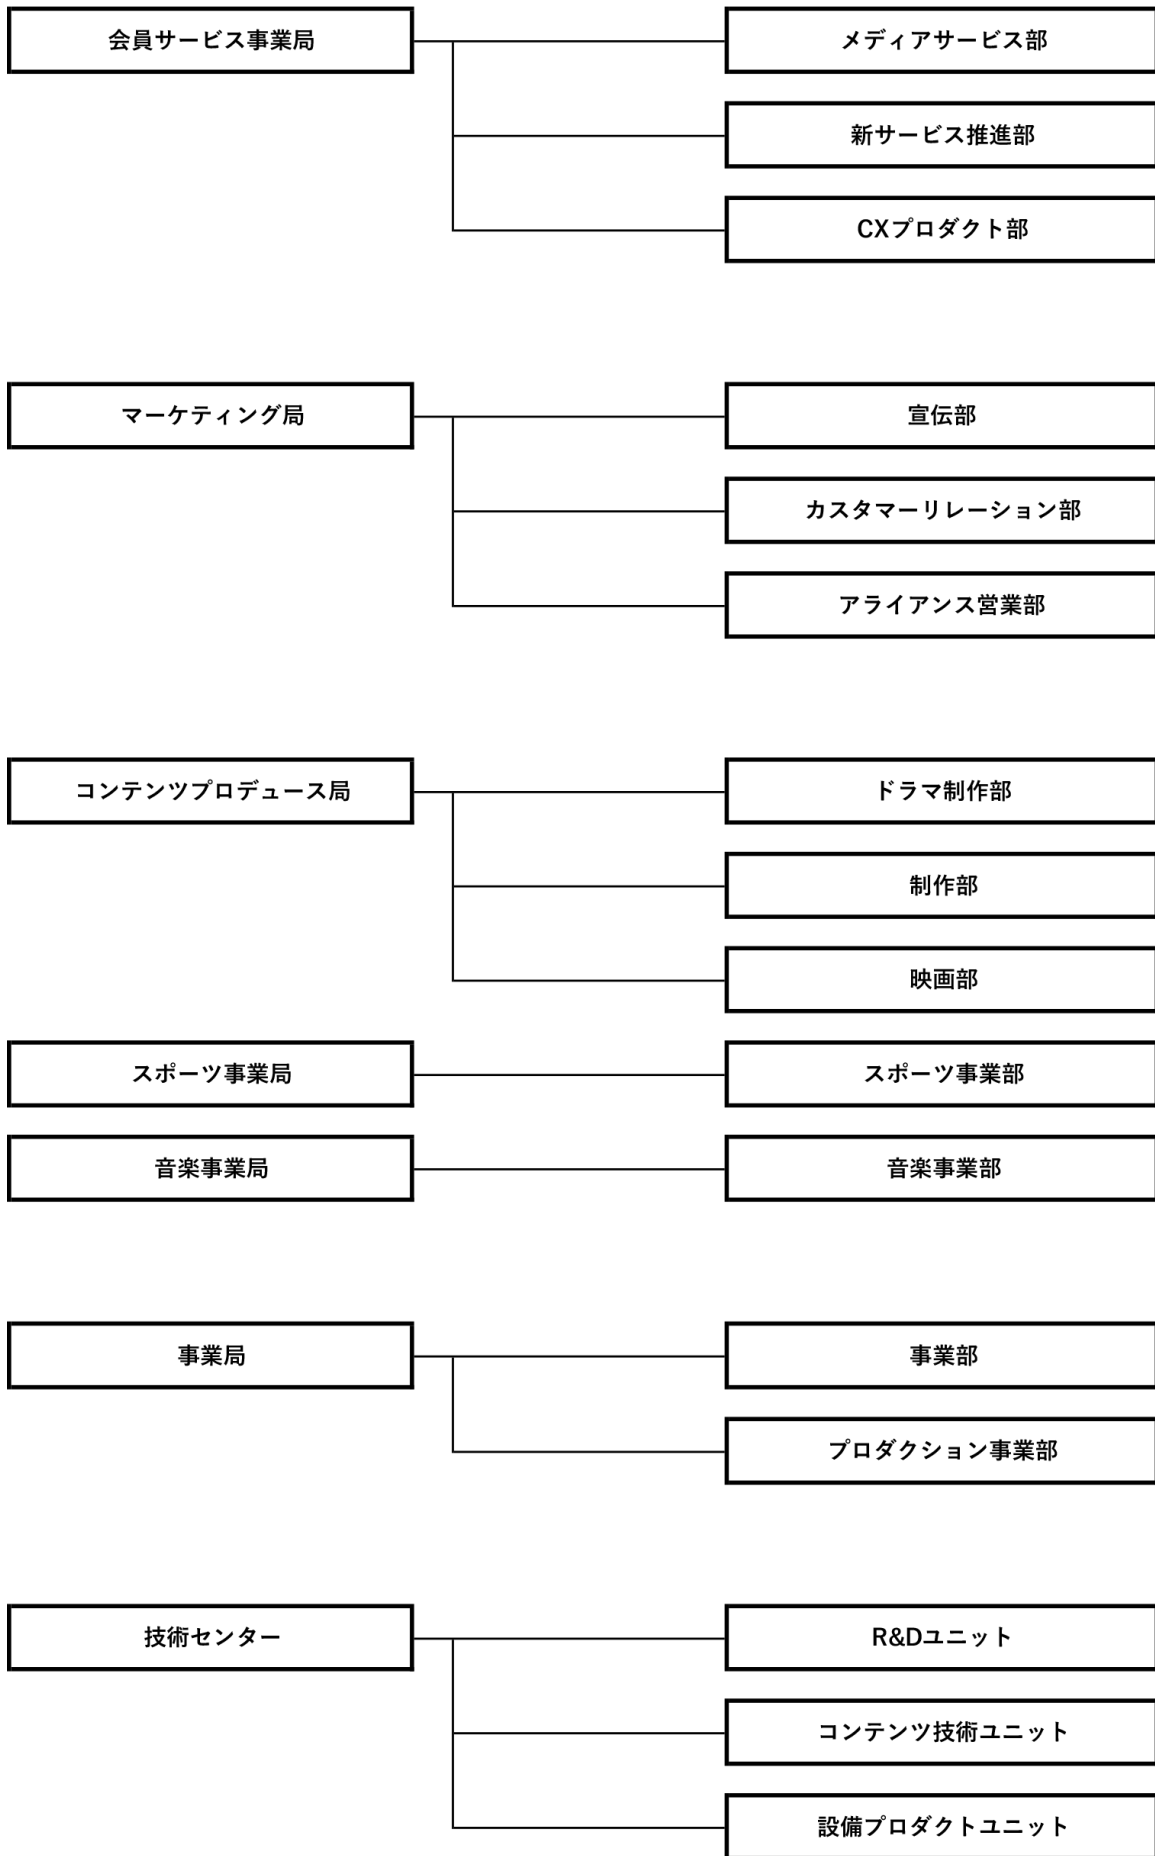 会員サービス事業局
メディアサービス部
新サービス推進部
CXプロダクト部
マーケティング局
宣伝部
カスタマーリレーション部
アライアンス営業部
コンテンツプロデュース局
ドラマ制作部
制作部
映画部
スポーツ事業局
スポーツ事業部
音楽事業局
音楽事業部
事業局
事業部
プロダクション事業部
技術センター
R&Dユニット
コンテンツ技術ユニット
設備プロダクトユニット